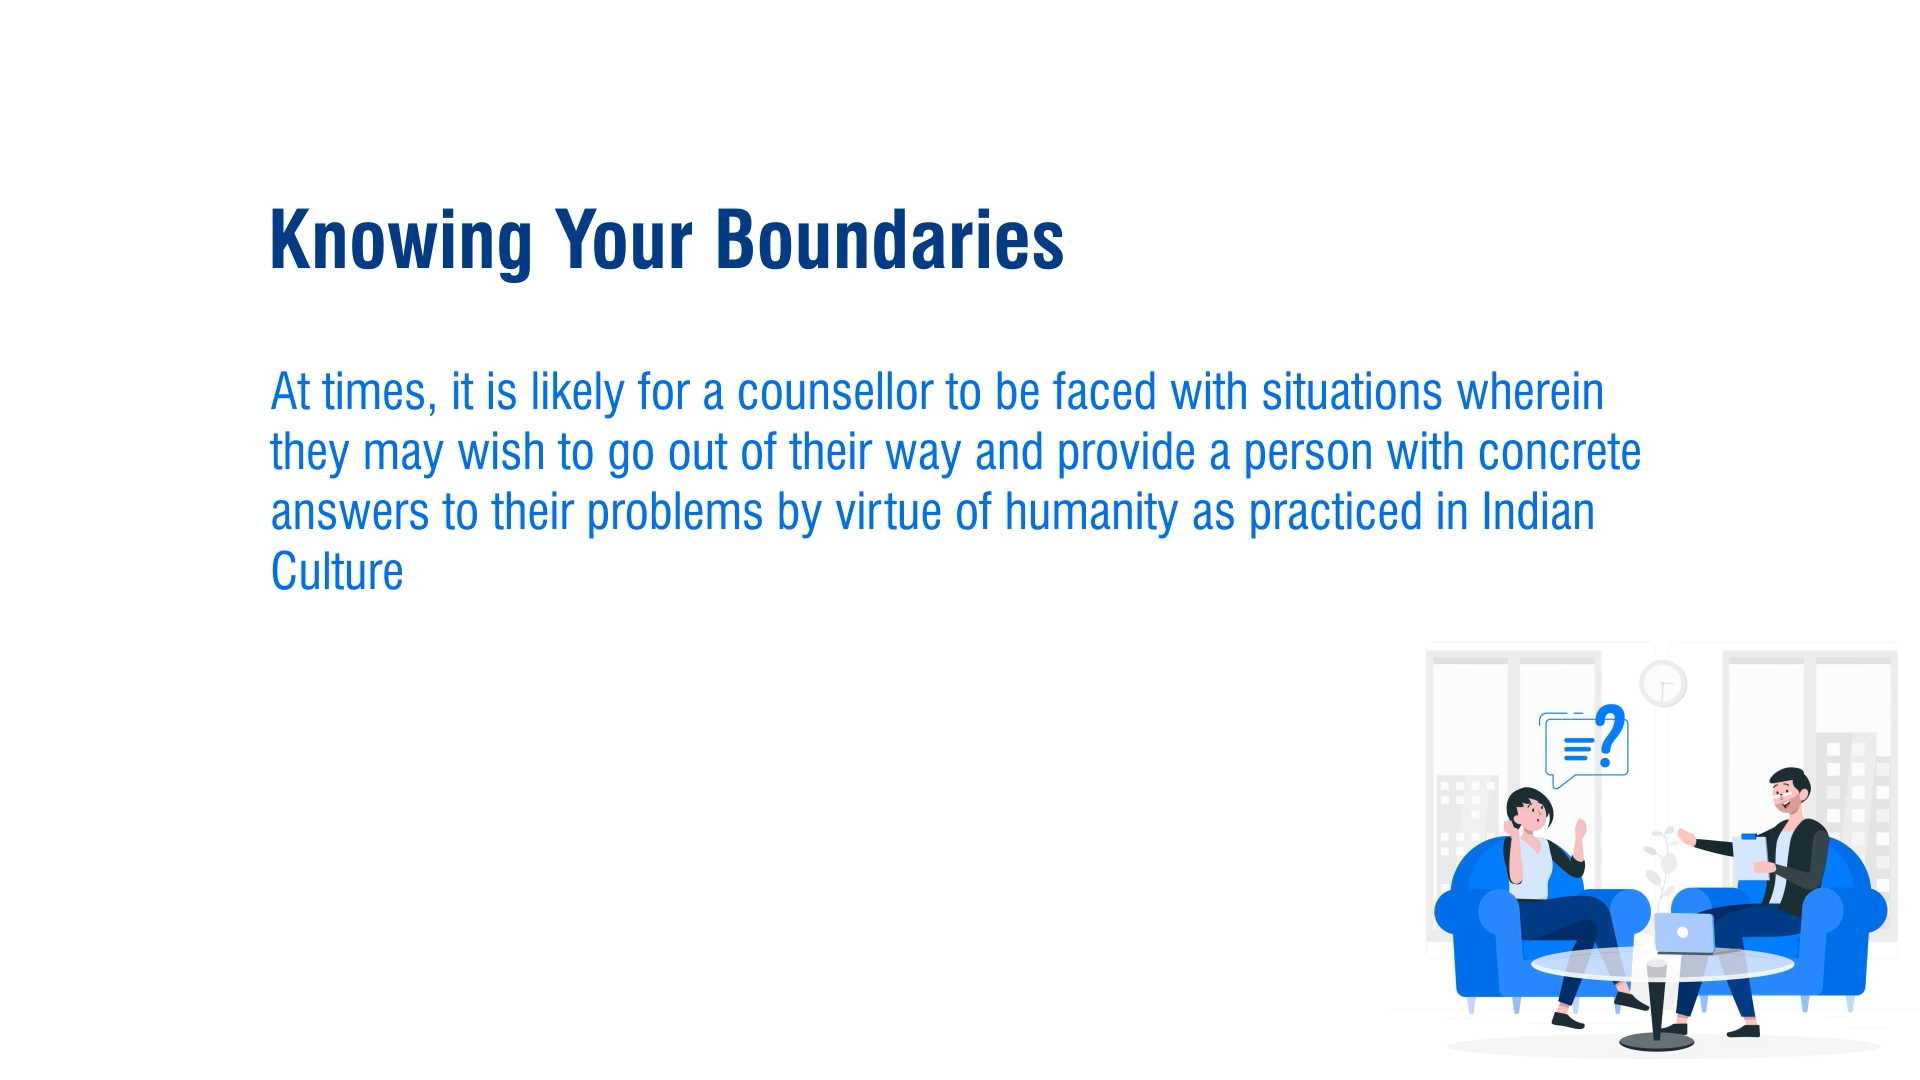 Knowing Your Boundaries
At times, it is likely for a counsellor to be faced with situations wherein
they may wish to go out of their way and provide a person with concrete
answers to their problems by virtue of humanity as practiced in Indian
Culture
?